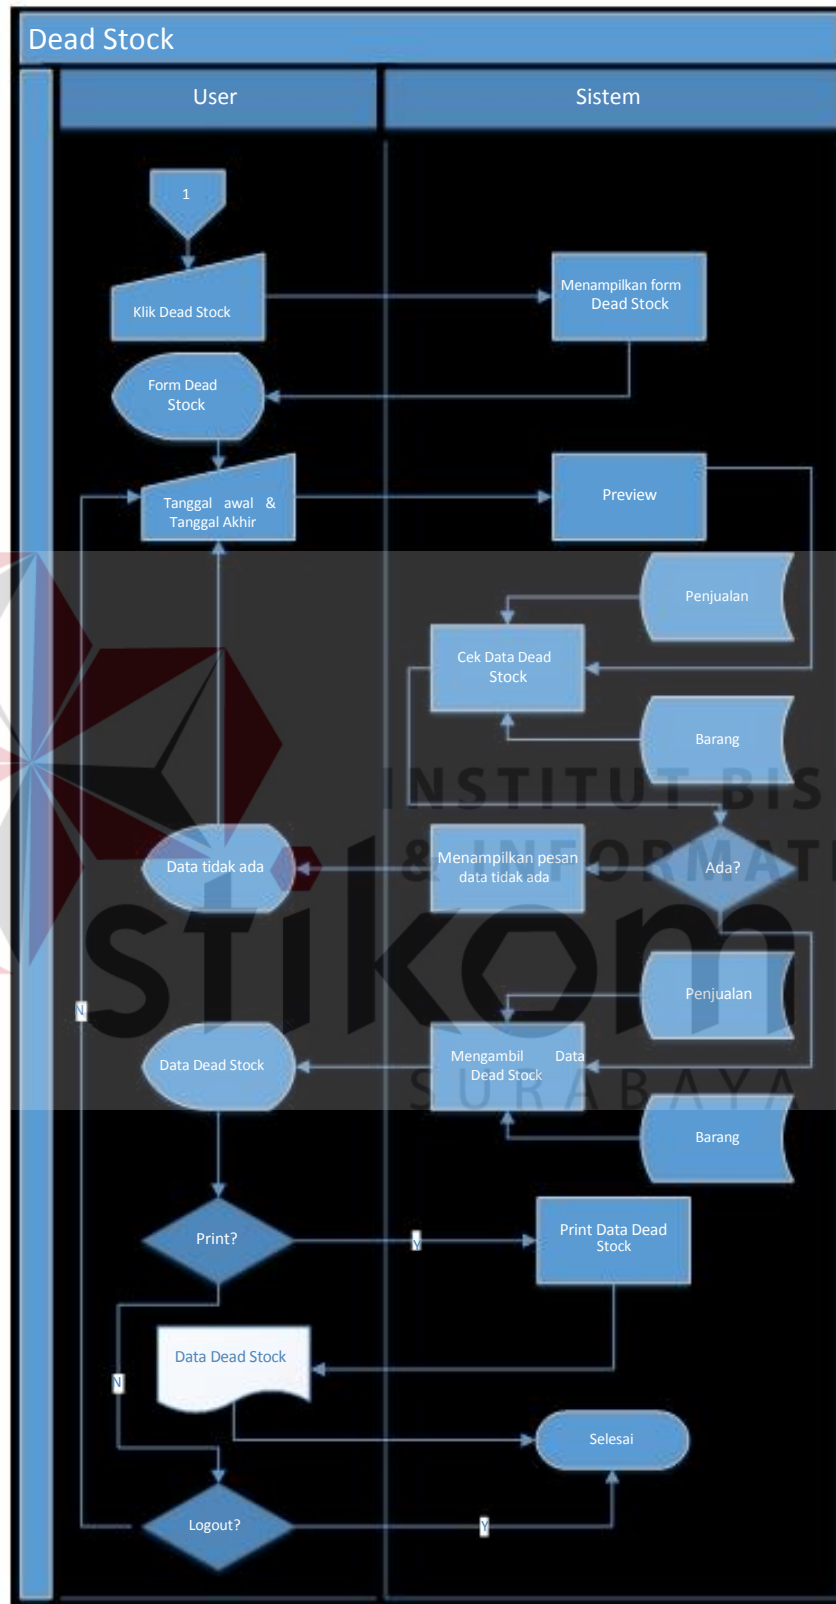 Dead Stock
User
Sistem
1
Klik Dead Stock
Menampilkan form
Dead Stock
Form Dead
Stock
Tanggal awal &
Tanggal Akhir
Preview
Penjualan
Cek Data Dead
Stock
Barang
INSTITUT BIS
& INFORMATI
stikom
SURABAYA
Data tidak ada
Menampilkan pesan
data tidak ada
Ada?
Penjualan
N
Data Dead Stock
Mengambil Data
Dead Stock
Barang
Print?
Y
Print Data Dead
Stock
Data Dead Stock
N
Selesai
Logout?
Y